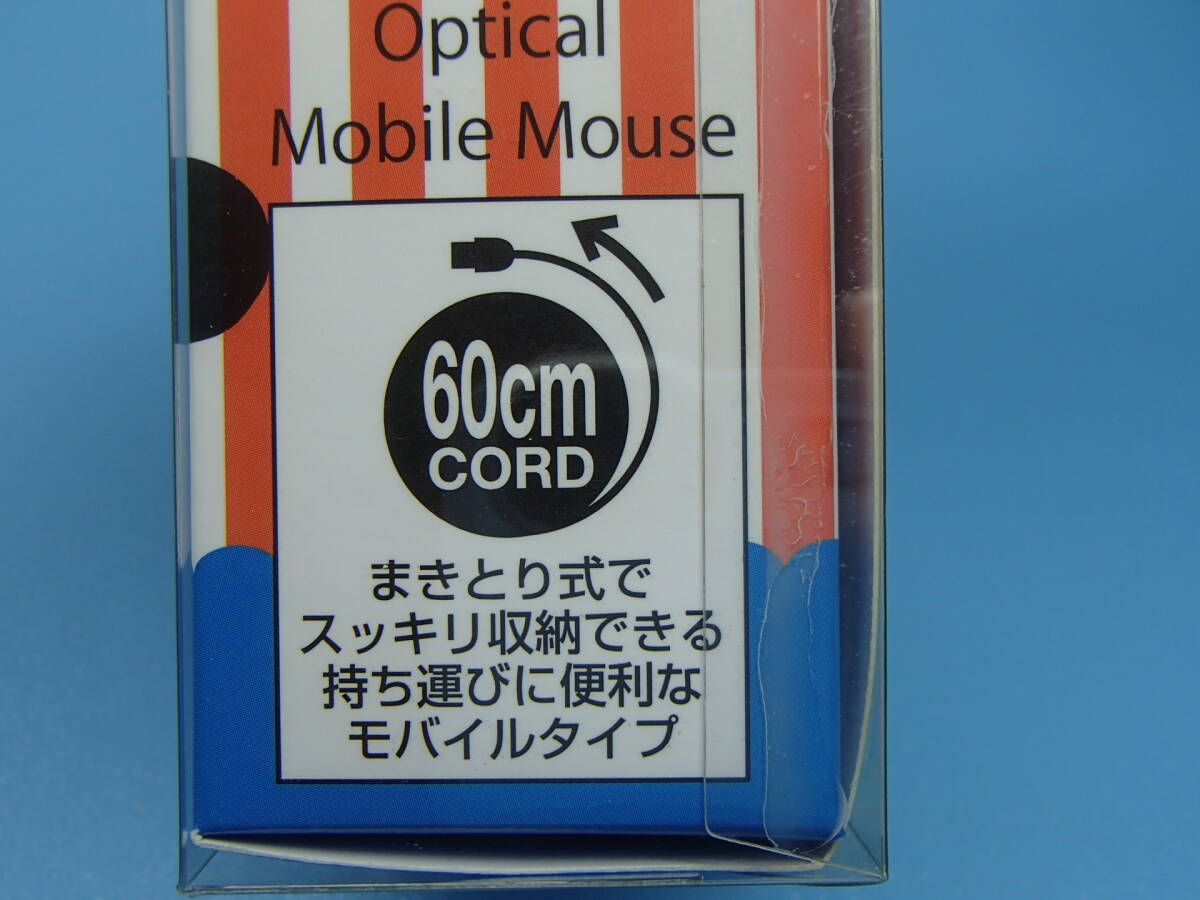 Optical
Mobile Mouse
60cm
CORD
まきとり式で
スッキリ収納できる
持ち運びに便利な
モバイルタイプ